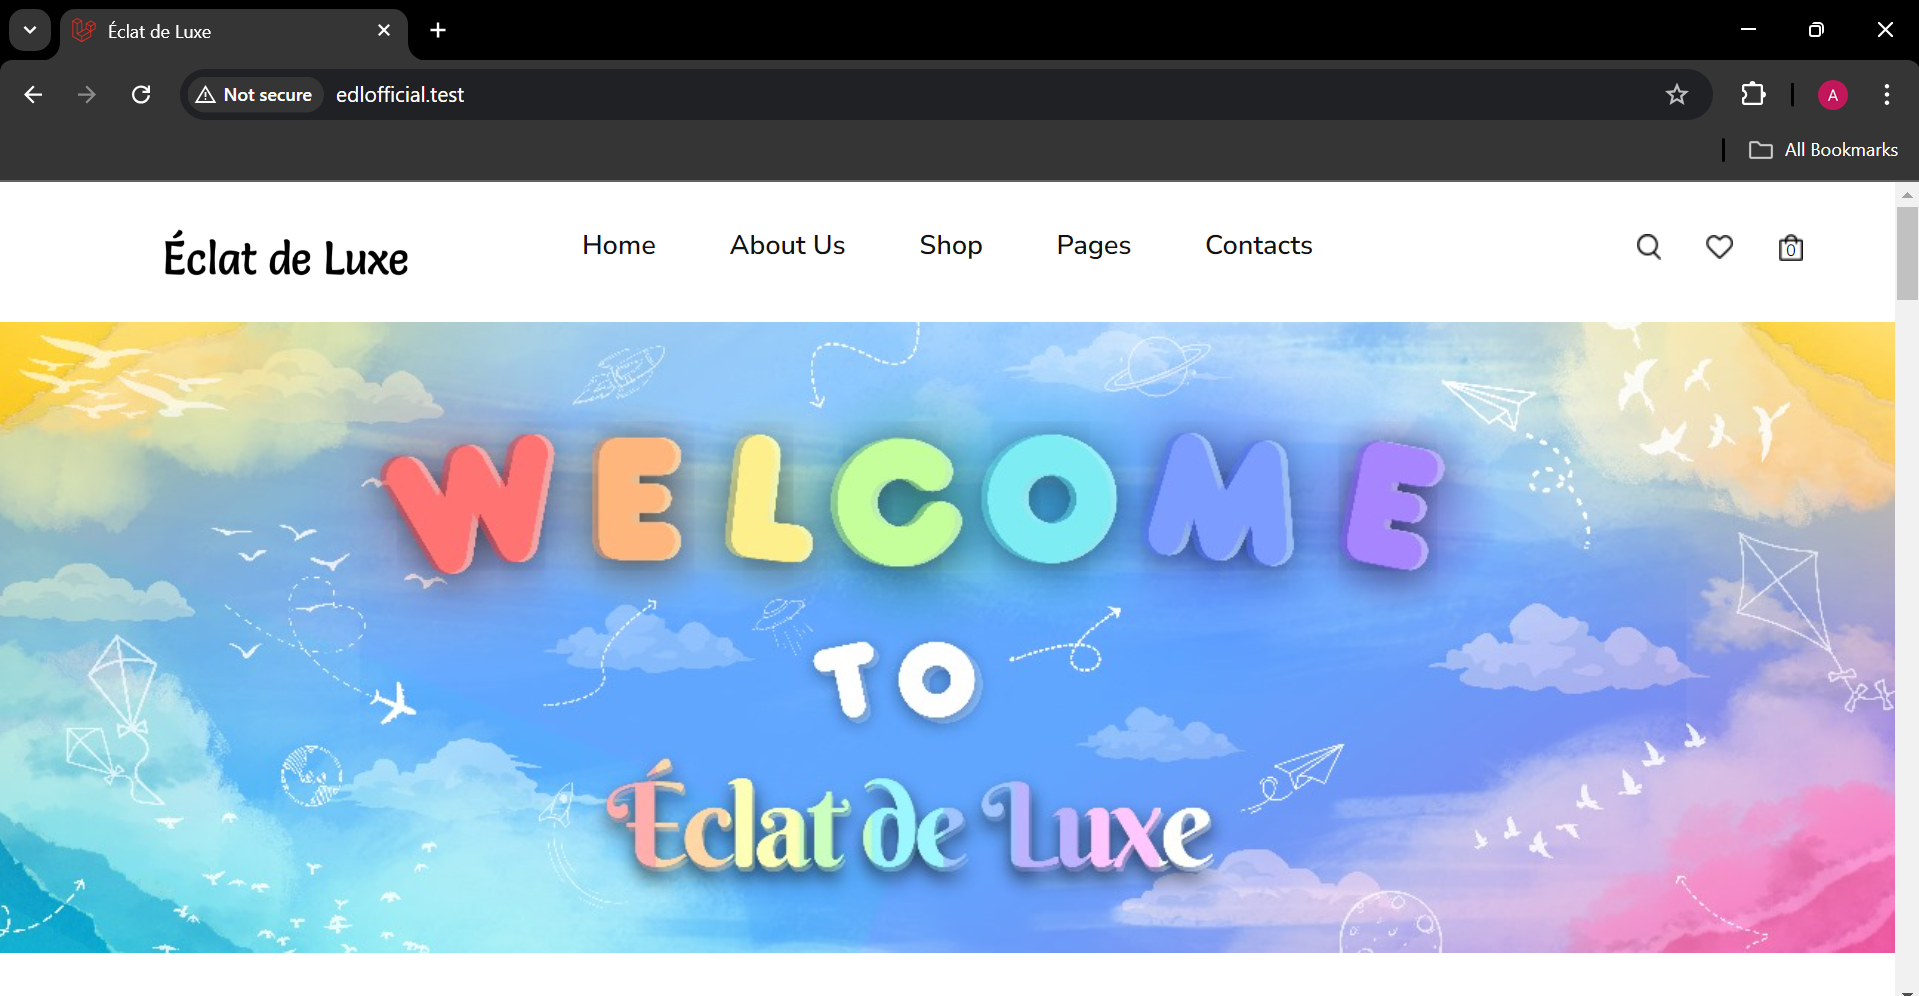 Éclat de Luxe
Not secure edlofficial.test
A
All Bookmarks
Éclat de Luxe
Home About Us Shop Pages Contacts
0
WELCOME
TO
Éclat de Luxe